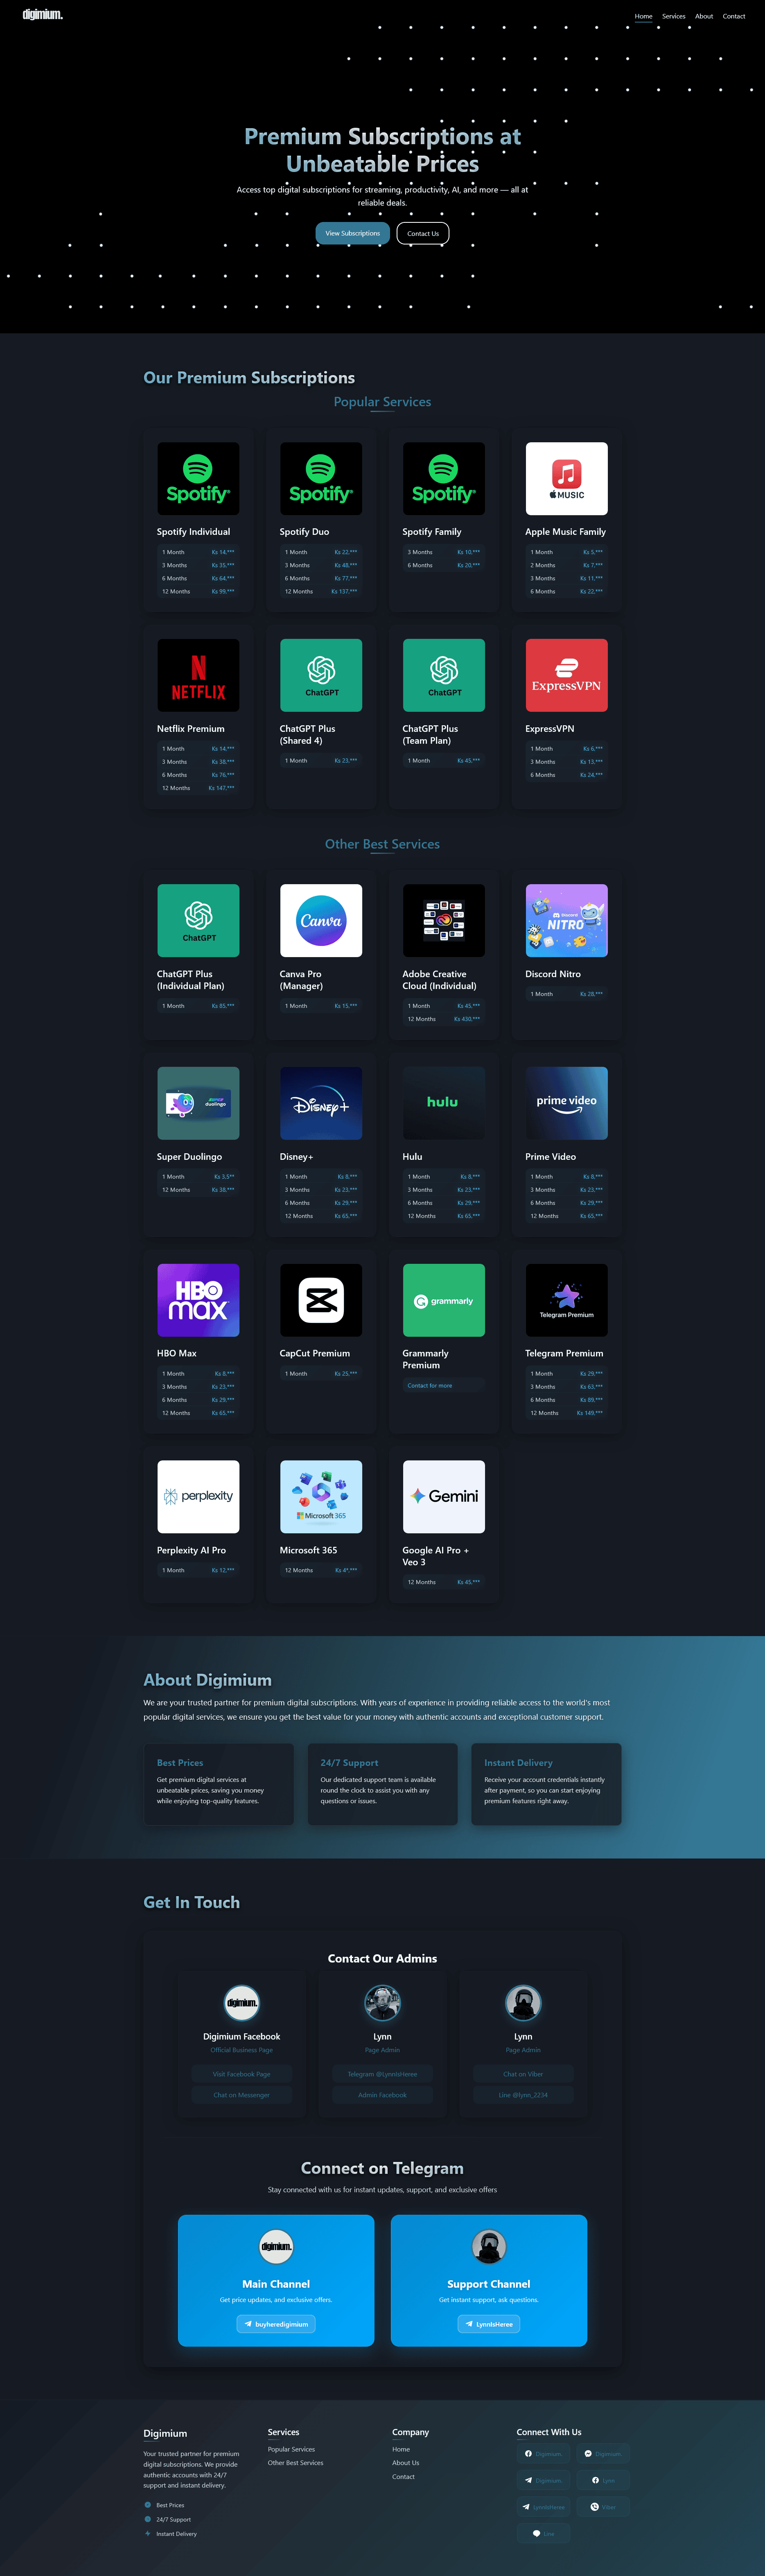 digimium.
Home Services About Contact
Premium Subscriptions at
Unbeatable Prices
Access top digital subscriptions for streaming, productivity, AI, and more — all at
reliable deals.
View Subscriptions Contact Us
Our Premium Subscriptions
Popular Services
Spotify
Spotify Individual
1 Month Ks 14,***
3 Months Ks 35,***
6 Months Ks 64,***
12 Months Ks 99,***
Spotify
Spotify Duo
1 Month Ks 22,***
3 Months Ks 48,***
6 Months Ks 77,***
12 Months Ks 137,***
Spotify
Spotify Family
3 Months Ks 10,***
6 Months Ks 20,***
MUSIC
Apple Music Family
1 Month Ks 5,***
2 Months Ks 7,***
3 Months Ks 11,***
6 Months Ks 22,***
N
NETFLIX
Netflix Premium
1 Month Ks 14,***
3 Months Ks 38,***
6 Months Ks 76,***
12 Months Ks 147,***
ChatGPT
ChatGPT Plus
(Shared 4)
1 Month Ks 23,***
ChatGPT
ChatGPT Plus
(Team Plan)
1 Month Ks 45,***
ExpressVPN
ExpressVPN
1 Month Ks 6,***
3 Months Ks 13,***
6 Months Ks 24,***
Other Best Services
ChatGPT
ChatGPT Plus
(Individual Plan)
1 Month Ks 85,***
Canva
Canva Pro
(Manager)
1 Month Ks 15,***
Adobe Creative
Cloud (Individual)
1 Month Ks 45,***
12 Months Ks 430,***
Discord
NITRO
Discord Nitro
1 Month Ks 28,***
SUPER
duolingo
Super Duolingo
1 Month Ks 3,5**
12 Months Ks 38,***
Disney+
Disney+
1 Month Ks 8,***
3 Months Ks 23,***
6 Months Ks 29,***
12 Months Ks 65,***
hulu
Hulu
1 Month Ks 8,***
3 Months Ks 23,***
6 Months Ks 29,***
12 Months Ks 65,***
prime video
Prime Video
1 Month Ks 8,***
3 Months Ks 23,***
6 Months Ks 29,***
12 Months Ks 65,***
HBO
max
HBO Max
1 Month Ks 8,***
3 Months Ks 23,***
6 Months Ks 29,***
12 Months Ks 65,***
CapCut Premium
1 Month Ks 25,***
grammarly
Grammarly
Premium
Contact for more
Telegram Premium
Telegram Premium
1 Month Ks 29,***
3 Months Ks 63,***
6 Months Ks 89,***
12 Months Ks 149,***
perplexity
Perplexity AI Pro
1 Month Ks 12,***
Microsoft 365
Microsoft 365
12 Months Ks 4*,***
Gemini
Google AI Pro +
Veo 3
12 Months Ks 45,***
About Digimium
We are your trusted partner for premium digital subscriptions. With years of experience in providing reliable access to the world's most
popular digital services, we ensure you get the best value for your money with authentic accounts and exceptional customer support.
Best Prices
Get premium digital services at
unbeatable prices, saving you money
while enjoying top-quality features.
24/7 Support
Our dedicated support team is available
round the clock to assist you with any
questions or issues.
Instant Delivery
Receive your account credentials instantly
after payment, so you can start enjoying
premium features right away.
Get In Touch
Contact Our Admins
digimium.
Digimium Facebook
Official Business Page
Visit Facebook Page
Chat on Messenger
Lynn
Page Admin
Telegram @LynnIsHeree
Admin Facebook
Lynn
Page Admin
Chat on Viber
Line @lynn_2234
Connect on Telegram
Stay connected with us for instant updates, support, and exclusive offers
digimium.
Main Channel
Get price updates, and exclusive offers.
buyheredigimium
Support Channel
Get instant support, ask questions.
LynnIsHeree
Digimium
Your trusted partner for premium
digital subscriptions. We provide
authentic accounts with 24/7
support and instant delivery.
Best Prices
24/7 Support
Instant Delivery
Services
Popular Services
Other Best Services
Company
Home
About Us
Contact
Connect With Us
Digimium Digimium
Digimium Lynn
LynnIsHeree Viber
Line